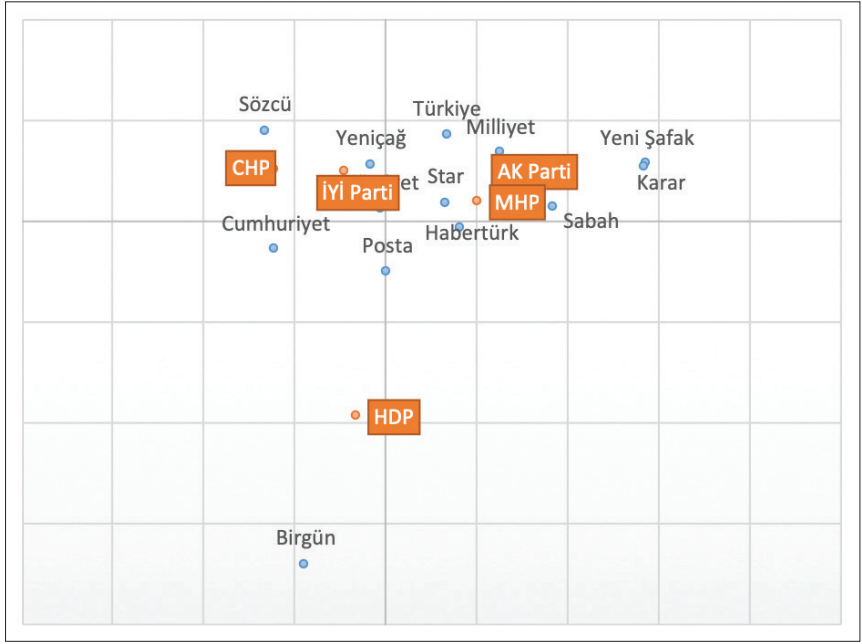 Sözcü
Türkiye
Milliyet
Yeniçağ
Yeni Şafak
CHP
AK Parti
Karar
İYİ Parti
et
Star
MHP
Sabah
Cumhuriyet
Habertürk
Posta
HDP
Birgün